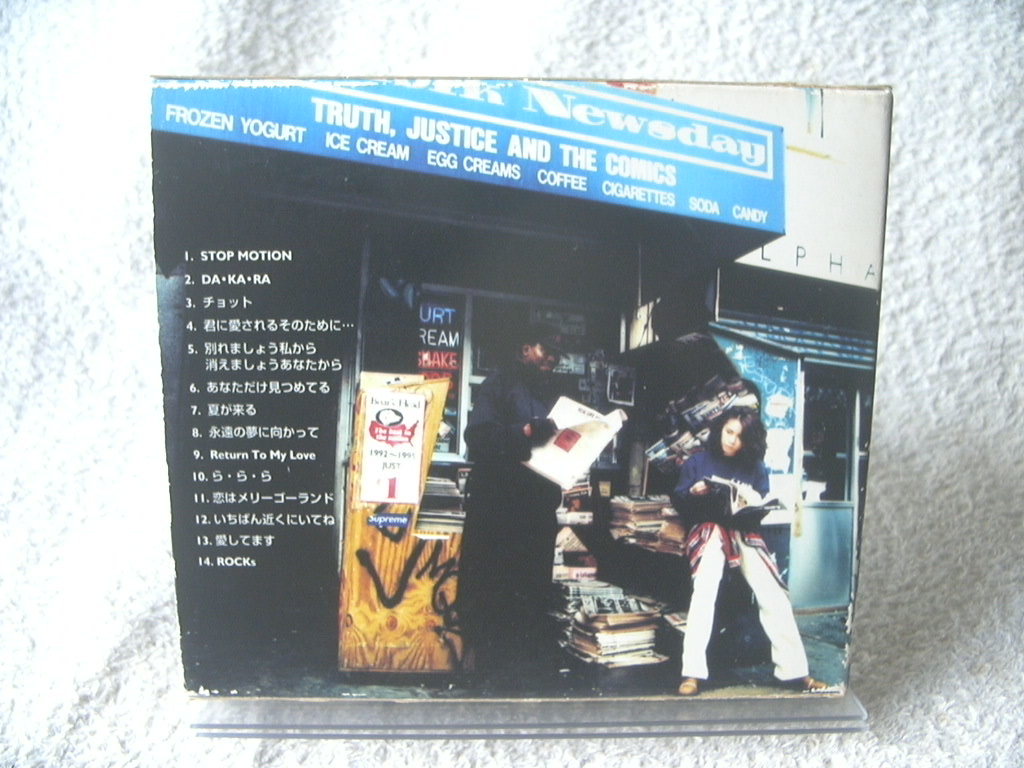 rk Newsday
TRUTH, JUSTICE AND THE COMICS
FROZEN YOGURT ICE CREAM EGG CREAMS COFFEE CIGARETTES SODA CANDY
LPHA
1. STOP MOTION
2. DA・KA・RA
3. チョット
4. 君に愛されるそのために…
5. 別れましょう私から
消えましょうあなたから
6. あなただけ見つめてる
7. 夏が来る
8. 永遠の夢に向かって
9. Return To My Love
10. ら・ら・ら
11. 恋はメリーゴーランド
12. いちばん近くにいてね
13. 愛してます
14. ROCKs
URT
REAM
SHAKE
Boar's Head
1992~1995
JUST
$1
Supreme